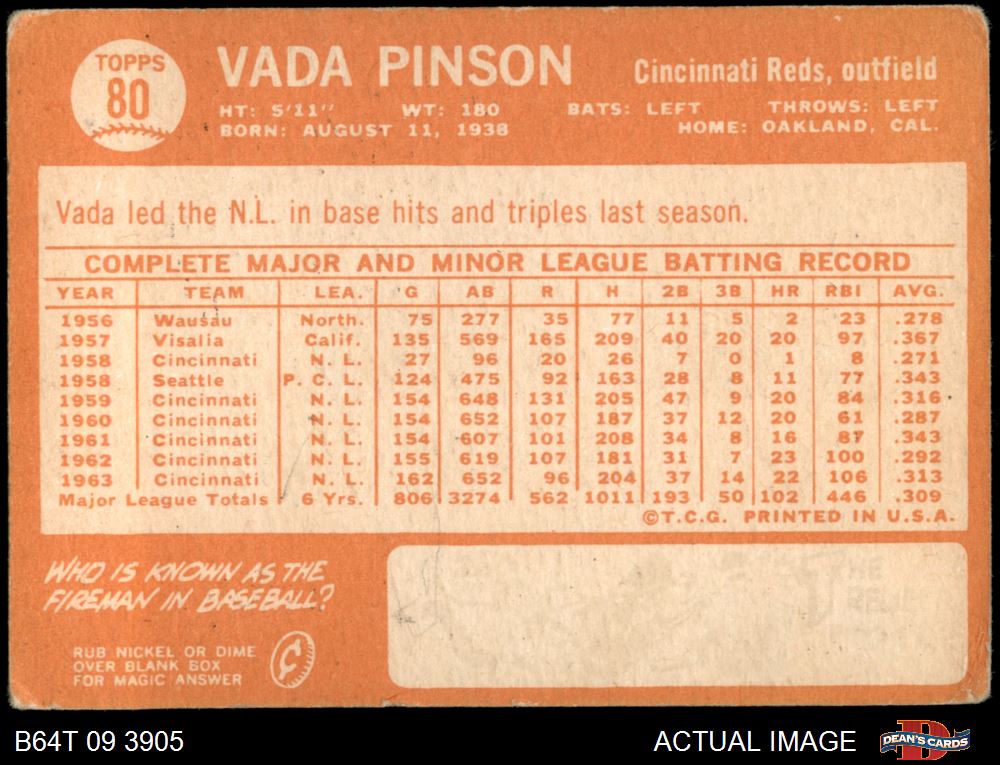 TOPPS
80
VADA PINSON
Cincinnati Reds, outfield
HT: 5'11" WT: 180 BATS: LEFT THROWS: LEFT
BORN: AUGUST 11, 1938 HOME: OAKLAND, CAL.
Vada led the N.L. in base hits and triples last season.
COMPLETE MAJOR AND MINOR LEAGUE BATTING RECORD
YEAR TEAM LEA. G AB R H 2B 3B HR RBI AVG.
1956 Wausau North. 75 277 35 77 11 5 2 23 .278
1957 Visalia Calif. 135 569 165 209 40 20 20 97 .367
1958 Cincinnati N. L. 27 96 20 26 7 0 1 8 .271
1958 Seattle P. C. L. 124 475 92 163 28 8 11 77 .343
1959 Cincinnati N. L. 154 648 131 205 47 9 20 84 .316
1960 Cincinnati N. L. 154 652 107 187 37 12 20 61 .287
1961 Cincinnati N. L. 154 607 101 208 34 8 16 87 .343
1962 Cincinnati N. L. 155 619 107 181 31 7 23 100 .292
1963 Cincinnati N. L. 162 652 96 204 37 14 22 106 .313
Major League Totals 6 Yrs. 806 3274 562 1011 193 50 102 446 .309
©T.C.G. PRINTED IN U.S.A.
WHO IS KNOWN AS THE
FIREMAN IN BASEBALL?
RUB NICKEL OR DIME
OVER BLANK BOX
FOR MAGIC ANSWER
¢
THE
B64T 09 3905
ACTUAL IMAGE
DEAN'S CARDS